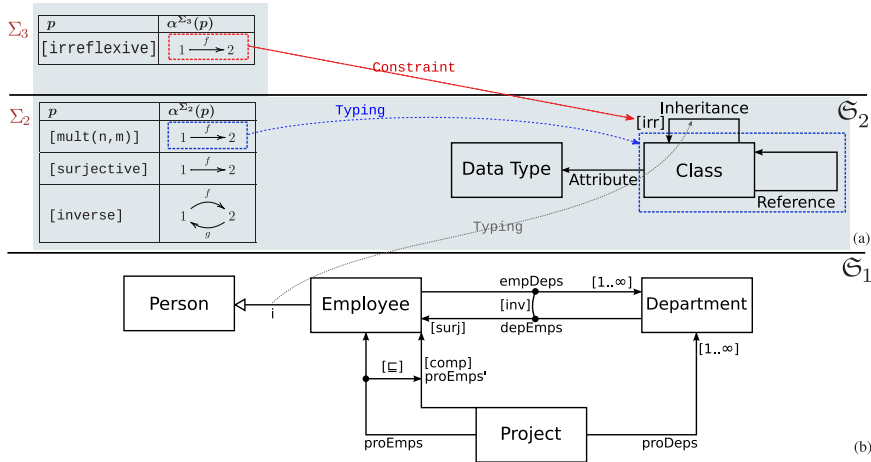 Σ₃
p α^Σ₃(p)
[irreflexive] 1 f 2
Constraint
Σ₂
p α^Σ₂(p)
[mult(n,m)] 1 f 2
[surjective] 1 f 2
[inverse] 1 f 2 g
Typing
Inheritance
[irr]
𝔖₂
Data Type
Attribute
Class
Reference
Typing
(a)
𝔖₁
Person
i
Employee
empDeps
[1..∞]
[inv]
Department
[surj]
depEmps
[⊑]
[comp]
proEmps'
[1..∞]
proEmps
Project
proDeps
(b)